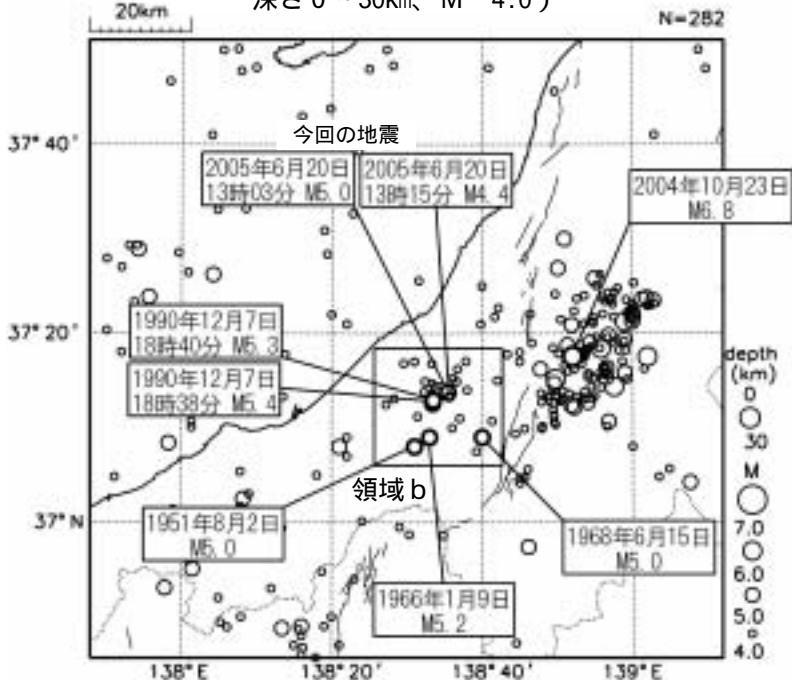 深さ0~30km、M 4.0)
20km
N=282
37°40'
今回の地震
2005年6月20日
13時03分 M5.0
2005年6月20日
13時15分 M4.4
2004年10月23日
M6.8
37°20'
1990年12月7日
18時40分 M5.3
1990年12月7日
18時38分 M5.4
depth
(km)
0
30
M
7.0
6.0
5.0
4.0
領域b
37°N
1951年8月2日
M5.0
1968年6月15日
M5.0
1966年1月9日
M5.2
138°E
138°20'
138°40'
139°E